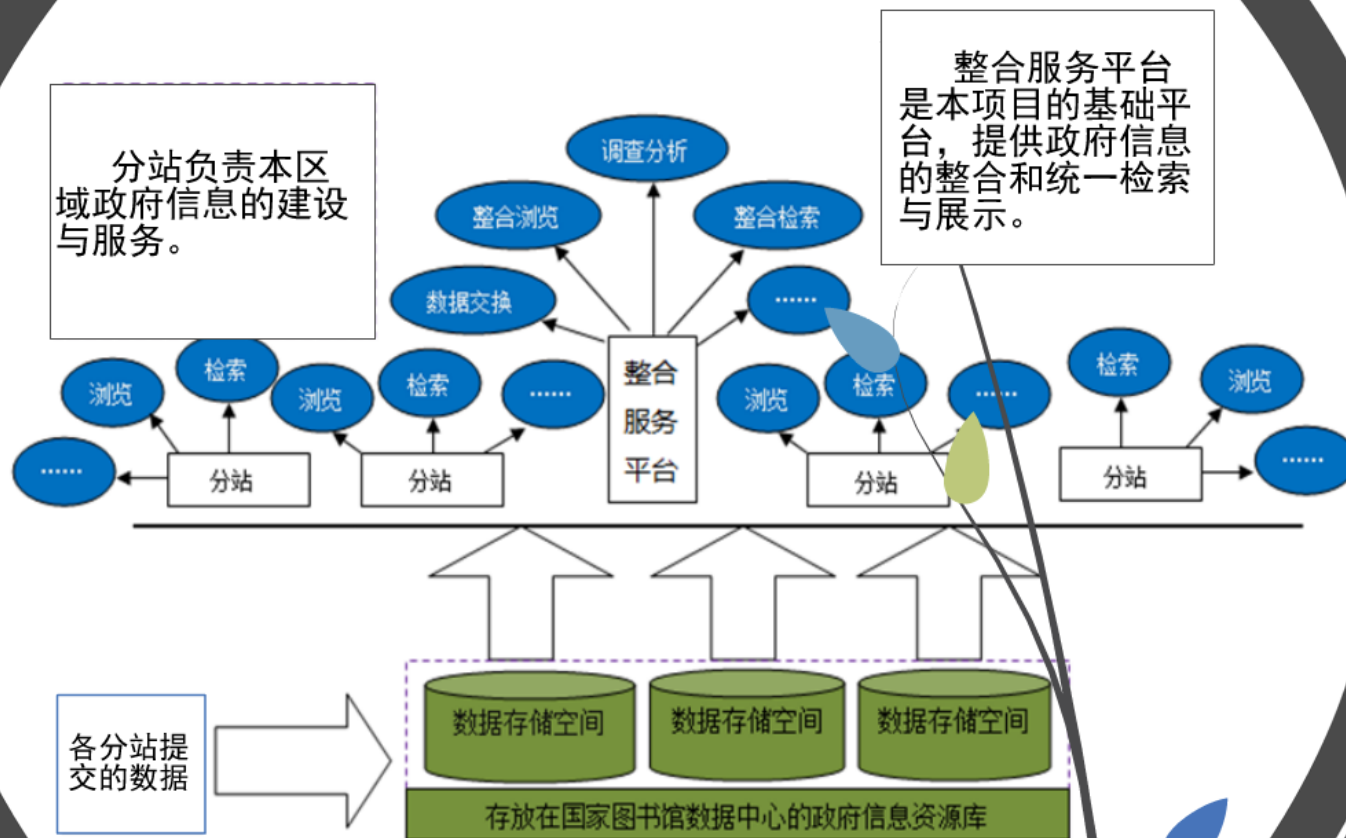 整合服务平台
是本项目的基础平
台，提供政府信息
的整合和统一检索
与展示。
分站负责本区
域政府信息的建设
与服务。
调查分析
整合浏览
整合检索
数据交换
……
浏览
检索
浏览
检索
……
整合
服务
平台
浏览
检索
……
检索
浏览
……
分站
分站
分站
分站
……
数据存储空间
数据存储空间
数据存储空间
各分站提
交的数据
存放在国家图书馆数据中心的政府信息资源库